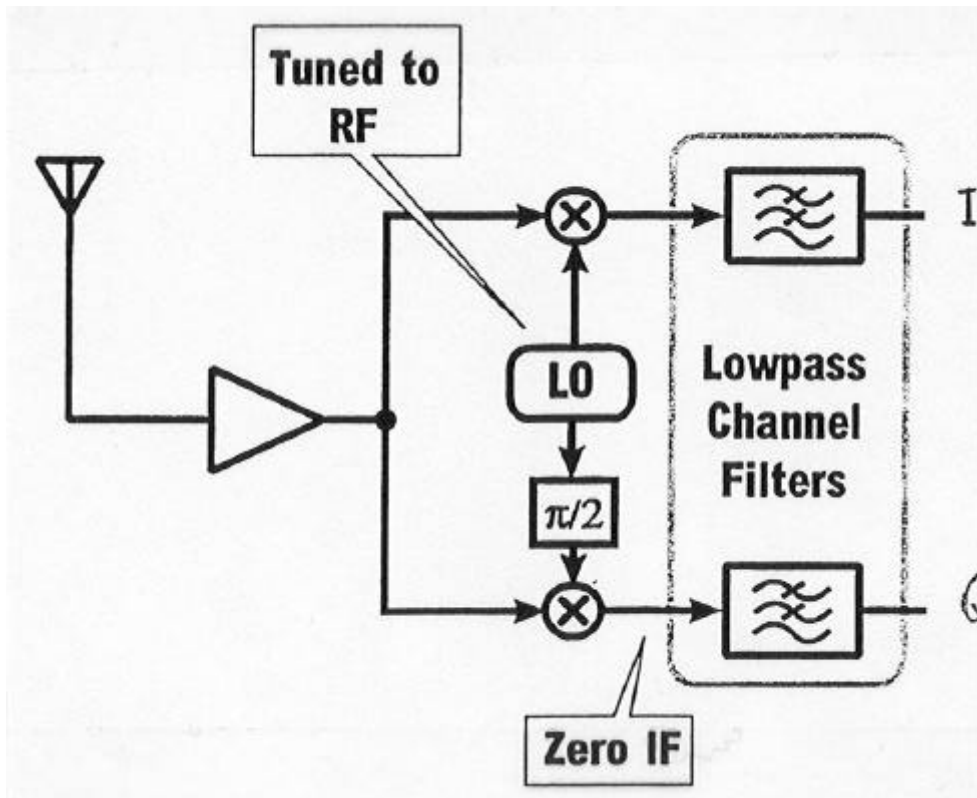 Tuned to
RF
I
LO
Lowpass
Channel
Filters
π/2
Zero IF